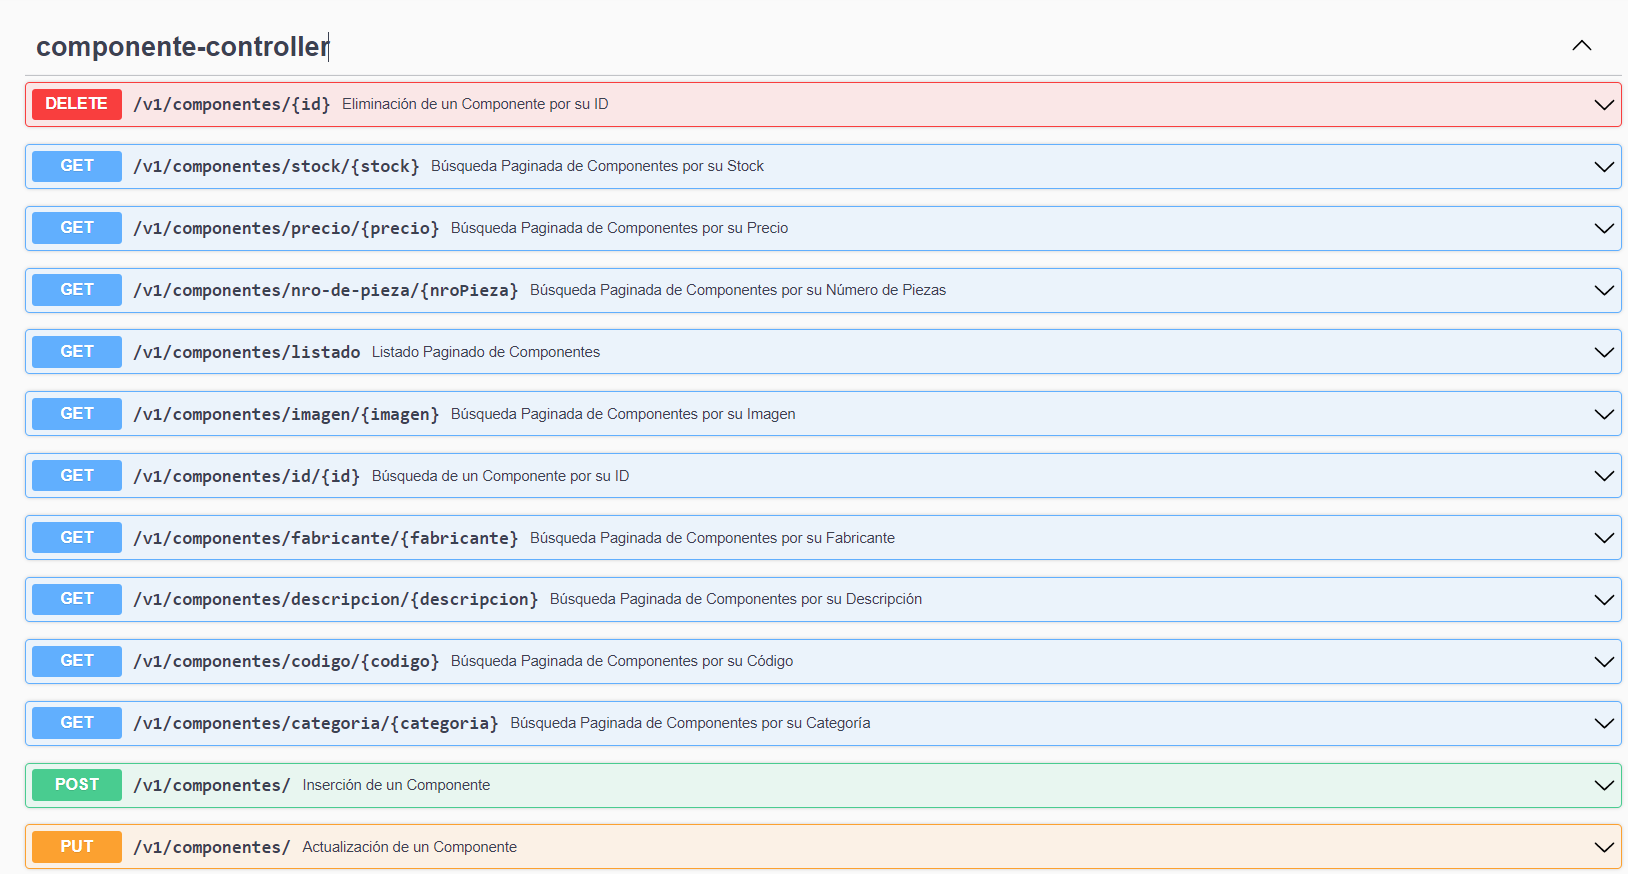 componente-controller
DELETE /v1/componentes/{id} Eliminación de un Componente por su ID
GET /v1/componentes/stock/{stock} Búsqueda Paginada de Componentes por su Stock
GET /v1/componentes/precio/{precio} Búsqueda Paginada de Componentes por su Precio
GET /v1/componentes/nro-de-pieza/{nroPieza} Búsqueda Paginada de Componentes por su Número de Piezas
GET /v1/componentes/listado Listado Paginado de Componentes
GET /v1/componentes/imagen/{imagen} Búsqueda Paginada de Componentes por su Imagen
GET /v1/componentes/id/{id} Búsqueda de un Componente por su ID
GET /v1/componentes/fabricante/{fabricante} Búsqueda Paginada de Componentes por su Fabricante
GET /v1/componentes/descripcion/{descripcion} Búsqueda Paginada de Componentes por su Descripción
GET /v1/componentes/codigo/{codigo} Búsqueda Paginada de Componentes por su Código
GET /v1/componentes/categoria/{categoria} Búsqueda Paginada de Componentes por su Categoría
POST /v1/componentes/ Inserción de un Componente
PUT /v1/componentes/ Actualización de un Componente